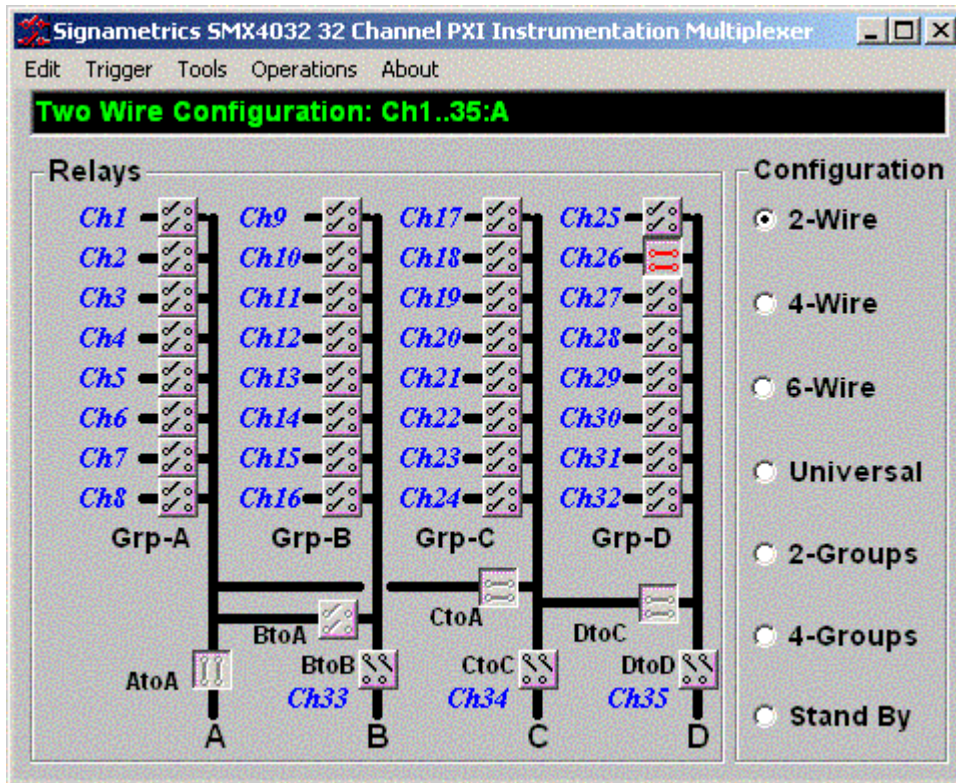 Signametrics SMX4032 32 Channel PXI Instrumentation Multiplexer
Edit Trigger Tools Operations About
Two Wire Configuration: Ch1..35:A
Relays
Configuration
Ch1 Ch9 Ch17 Ch25
2-Wire
Ch2 Ch10 Ch18 Ch26
Ch3 Ch11 Ch19 Ch27
4-Wire
Ch4 Ch12 Ch20 Ch28
Ch5 Ch13 Ch21 Ch29
6-Wire
Ch6 Ch14 Ch22 Ch30
Ch7 Ch15 Ch23 Ch31
Universal
Ch8 Ch16 Ch24 Ch32
Grp-A Grp-B Grp-C Grp-D
2-Groups
CtoA
BtoA DtoC
4-Groups
AtoA BtoB CtoC DtoD
Ch33 Ch34 Ch35
Stand By
A B C D